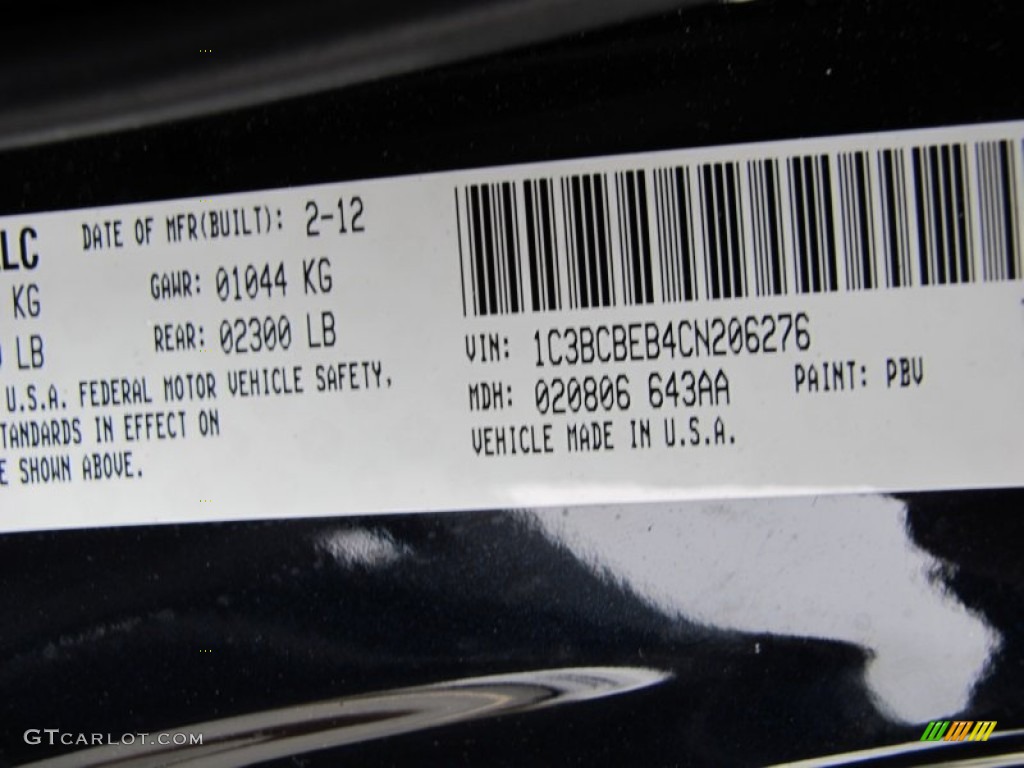 LLC DATE OF MFR(BUILT): 2-12
KG GAWR: 01044 KG
LB REAR: 02300 LB
U.S.A. FEDERAL MOTOR VEHICLE SAFETY,
TANDARDS IN EFFECT ON
E SHOWN ABOVE.
VIN: 1C3BCBEB4CN206276
MDH: 020806 643AA PAINT: PBV
VEHICLE MADE IN U.S.A.
GTCARLOT.COM